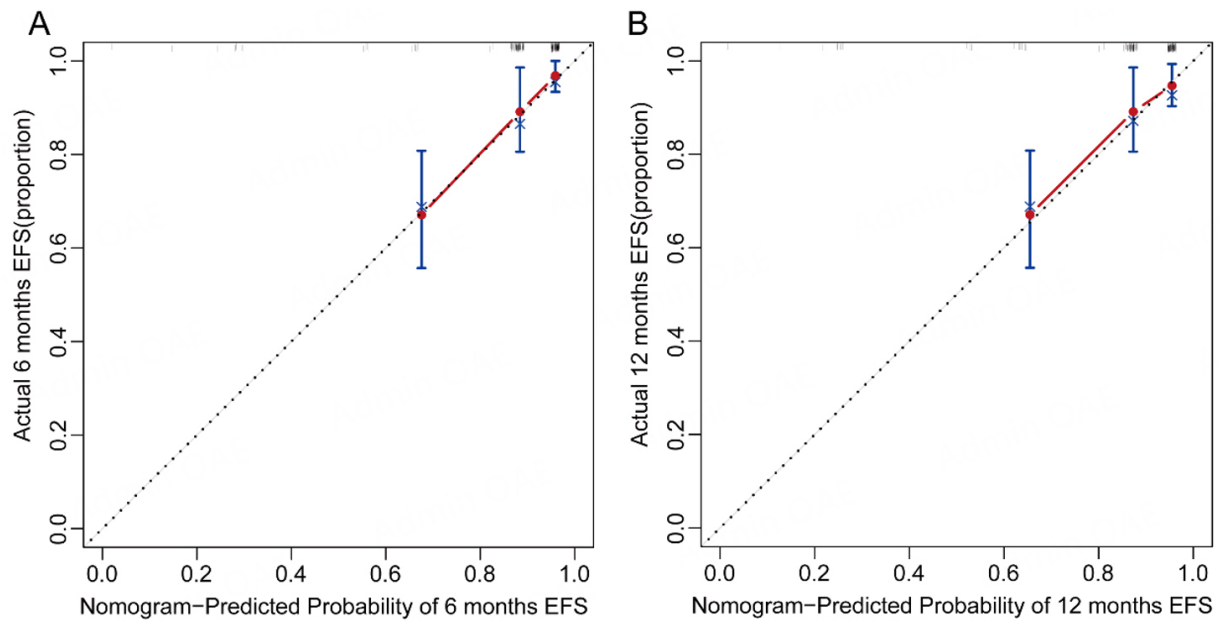 A
B
Actual 6 months EFS(proportion)
1.0
0.8
0.6
0.4
0.2
0.0
0.0 0.2 0.4 0.6 0.8 1.0
Nomogram−Predicted Probability of 6 months EFS
Actual 12 months EFS(proportion)
1.0
0.8
0.6
0.4
0.2
0.0
0.0 0.2 0.4 0.6 0.8 1.0
Nomogram−Predicted Probability of 12 months EFS